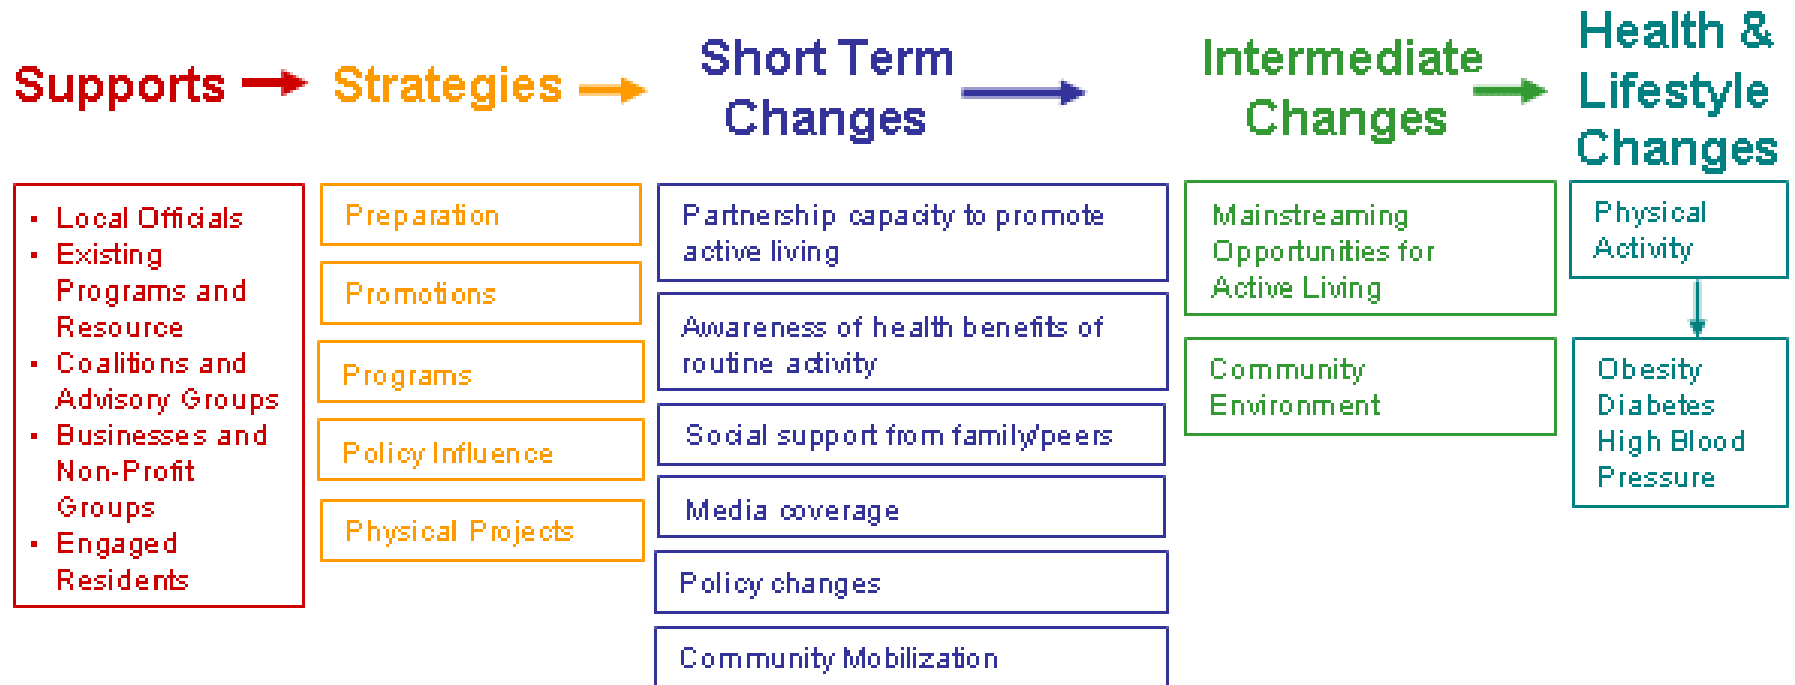 Supports
Strategies
Short Term
Changes
Intermediate
Changes
Health &
Lifestyle
Changes
▪ Local Officials
▪ Existing
Programs and
Resource
▪ Coalitions and
Advisory Groups
▪ Businesses and
Non-Profit
Groups
▪ Engaged
Residents
Preparation
Promotions
Programs
Policy Influence
Physical Projects
Partnership capacity to promote
active living
Awareness of health benefits of
routine activity
Social support from family/peers
Media coverage
Policy changes
Community Mobilization
Mainstreaming
Opportunities for
Active Living
Community
Environment
Physical
Activity
Obesity
Diabetes
High Blood
Pressure